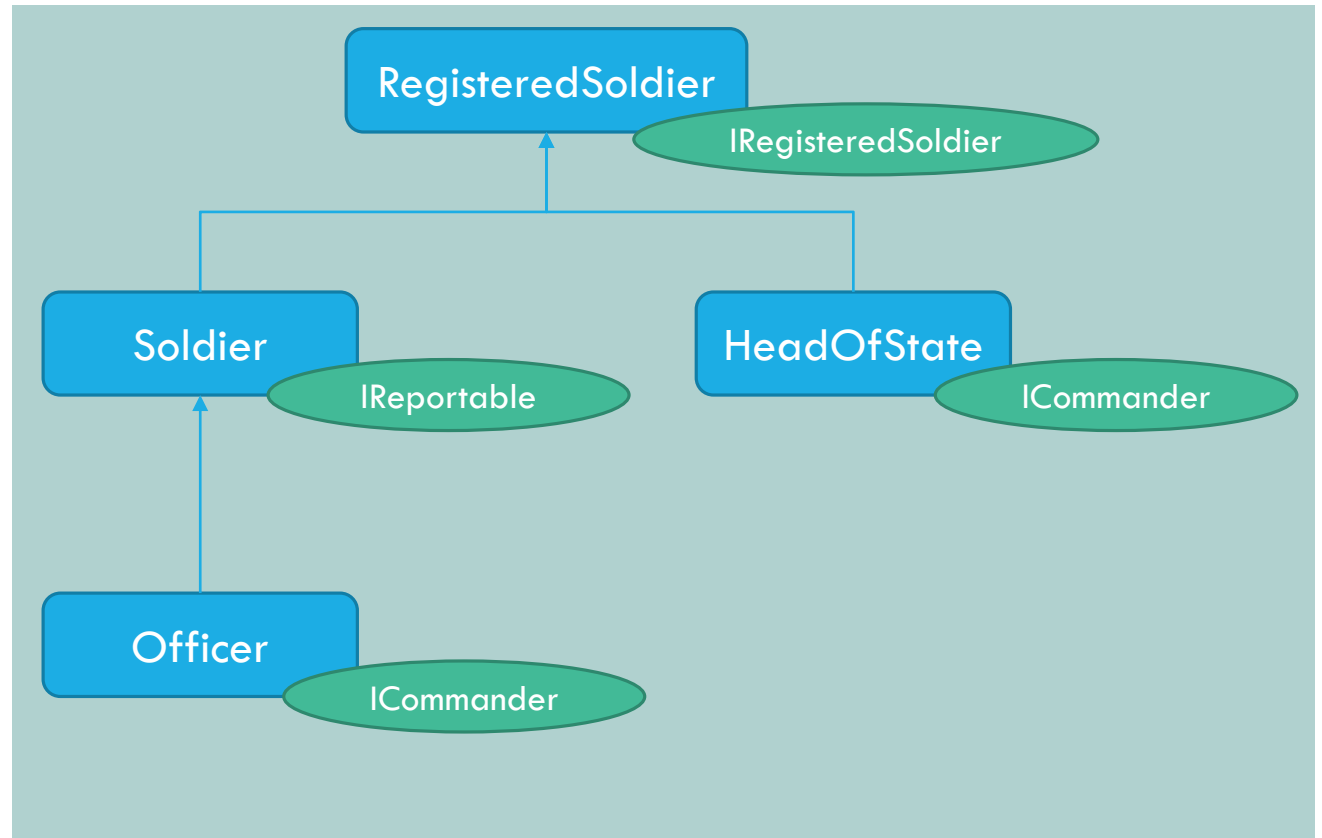 RegisteredSoldier
IRegisteredSoldier
Soldier
HeadOfState
IReportable
ICommander
Officer
ICommander